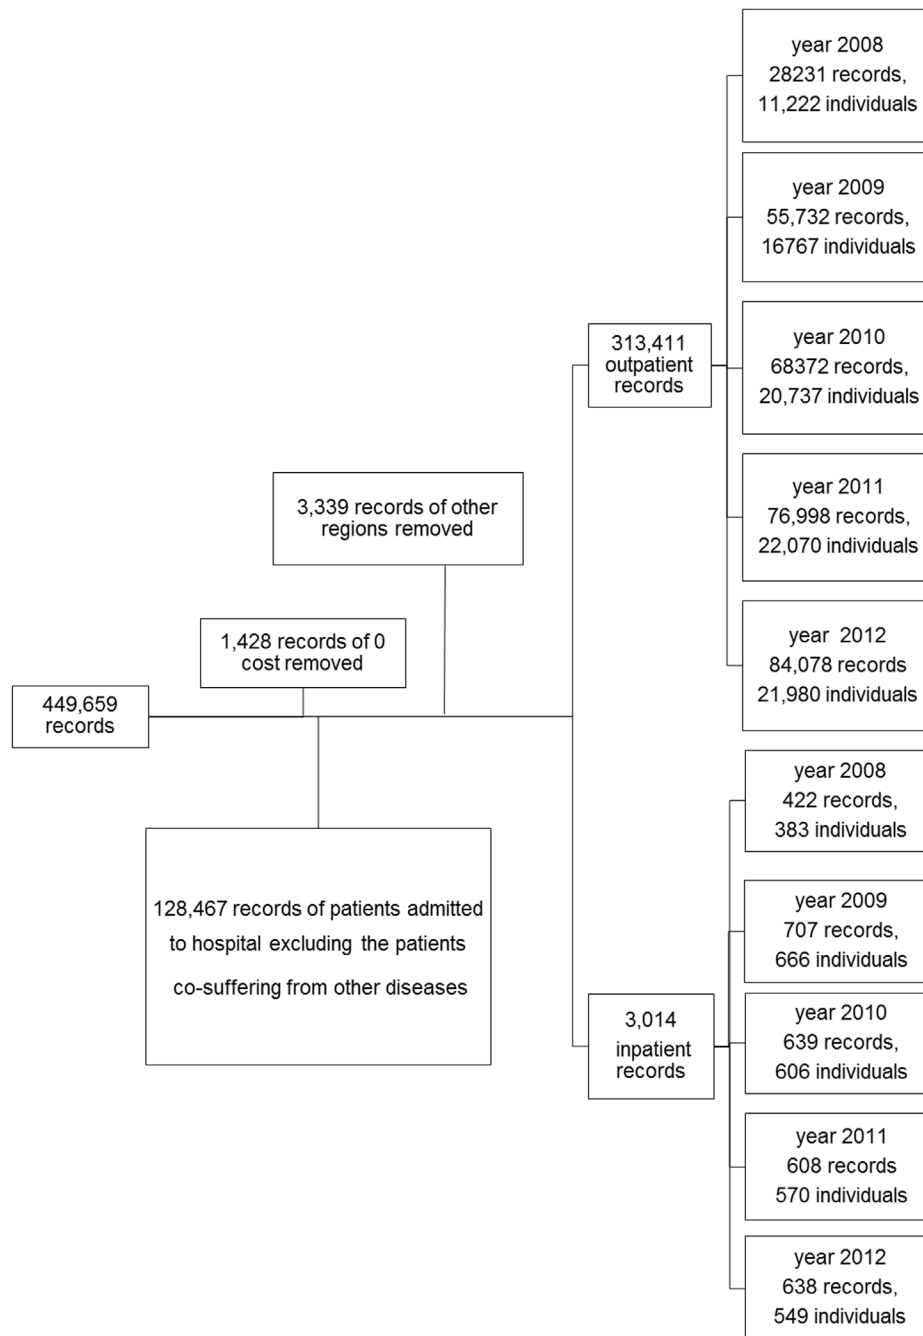 449,659
records
1,428 records of 0
cost removed
3,339 records of other
regions removed
128,467 records of patients admitted
to hospital excluding the patients
co-suffering from other diseases
313,411
outpatient
records
year 2008
28231 records,
11,222 individuals
year 2009
55,732 records,
16767 individuals
year 2010
68372 records,
20,737 individuals
year 2011
76,998 records,
22,070 individuals
year 2012
84,078 records
21,980 individuals
3,014
inpatient
records
year 2008
422 records,
383 individuals
year 2009
707 records,
666 individuals
year 2010
639 records,
606 individuals
year 2011
608 records
570 individuals
year 2012
638 records,
549 individuals